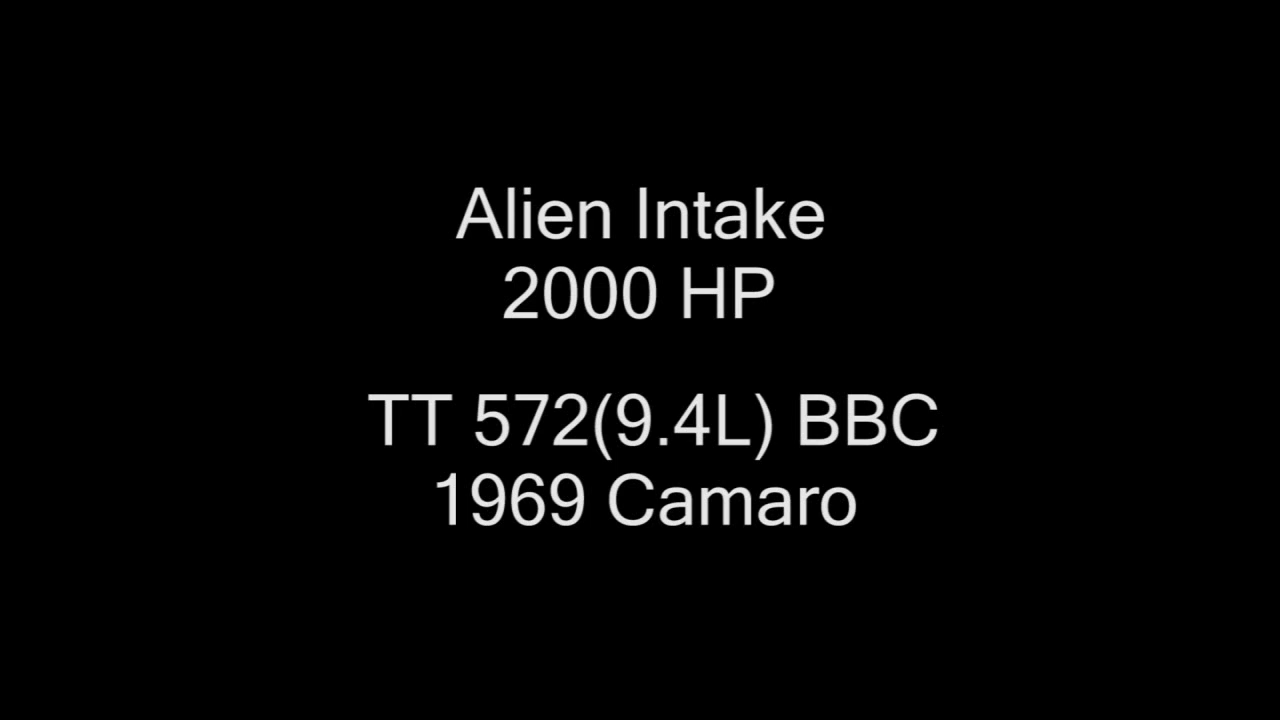 Alien Intake
2000 HP
TT 572(9.4L) BBC
1969 Camaro